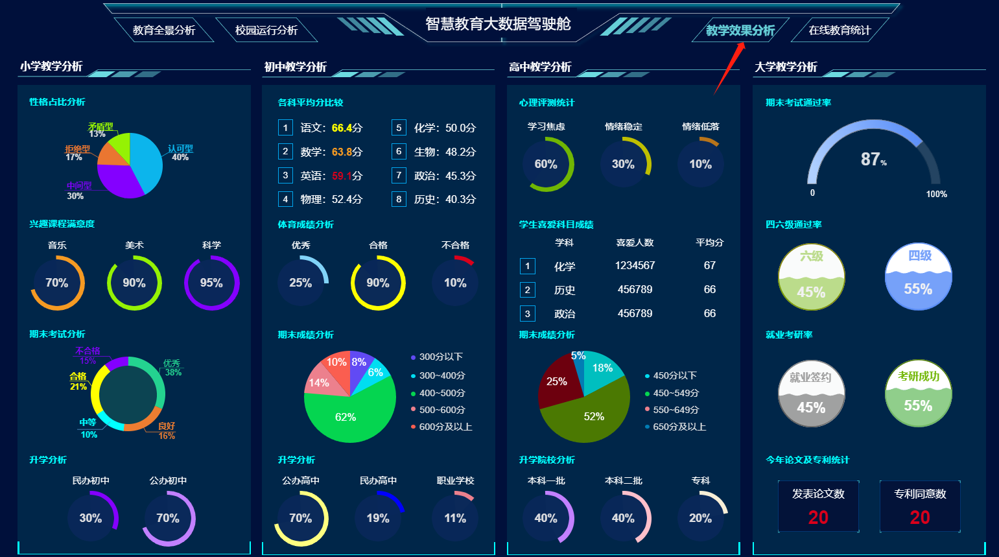 智慧教育大数据驾驶舱
教育全景分析
校园运行分析
教学效果分析
在线教育统计
小学教学分析
性格占比分析
矛盾型
13%
拒绝型
17%
认可型
40%
中间型
30%
兴趣课程满意度
音乐 美术 科学
70% 90% 95%
期末考试分析
不合格
15%
优秀
38%
合格
21%
中等
10%
良好
16%
升学分析
民办初中 公办初中
30% 70%
初中教学分析
各科平均分比较
1 语文：66.4分 5 化学：50.0分
2 数学：63.8分 6 生物：48.2分
3 英语：59.1分 7 政治：45.3分
4 物理：52.4分 8 历史：40.3分
体育成绩分析
优秀 合格 不合格
25% 90% 10%
期末成绩分析
10% 8%
6%
14%
62%
300分以下
300~400分
400~500分
500~600分
600分及以上
升学分析
公办高中 民办高中 职业学校
70% 19% 11%
高中教学分析
心理评测统计
学习焦虑 情绪稳定 情绪低落
60% 30% 10%
学生喜爱科目成绩
学科 喜爱人数 平均分
1 化学 1234567 67
2 历史 456789 66
3 政治 456789 66
期末成绩分析
5%
18%
25%
52%
450分以下
450~549分
550~649分
650分及以上
升学院校分析
本科一批 本科二批 专科
40% 40% 20%
大学教学分析
期末考试通过率
87%
0 100%
四六级通过率
六级 四级
45% 55%
就业考研率
就业签约 考研成功
45% 55%
今年论文及专利统计
发表论文数 专利同意数
20 20